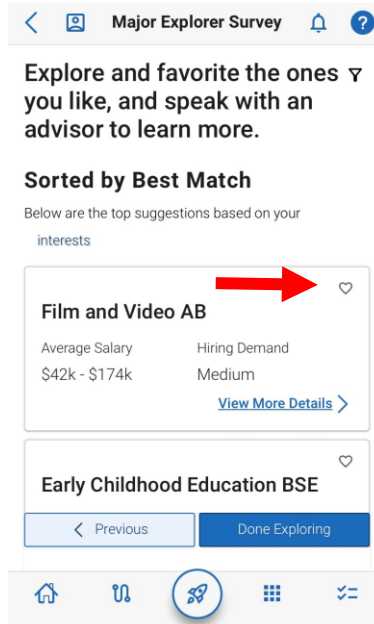 Major Explorer Survey
?
Explore and favorite the ones
you like, and speak with an
advisor to learn more.
Sorted by Best Match
Below are the top suggestions based on your
interests
Film and Video AB
Average Salary Hiring Demand
$42k - $174k Medium
View More Details
Early Childhood Education BSE
Previous Done Exploring